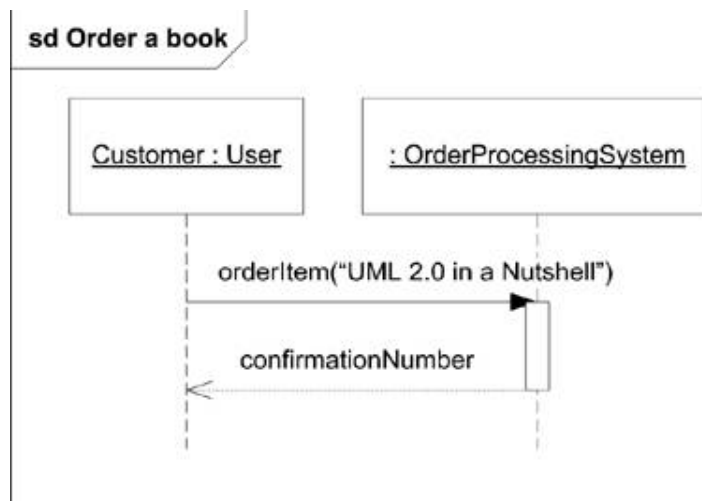 sd Order a book
Customer : User
: OrderProcessingSystem
orderItem(“UML 2.0 in a Nutshell”)
confirmationNumber